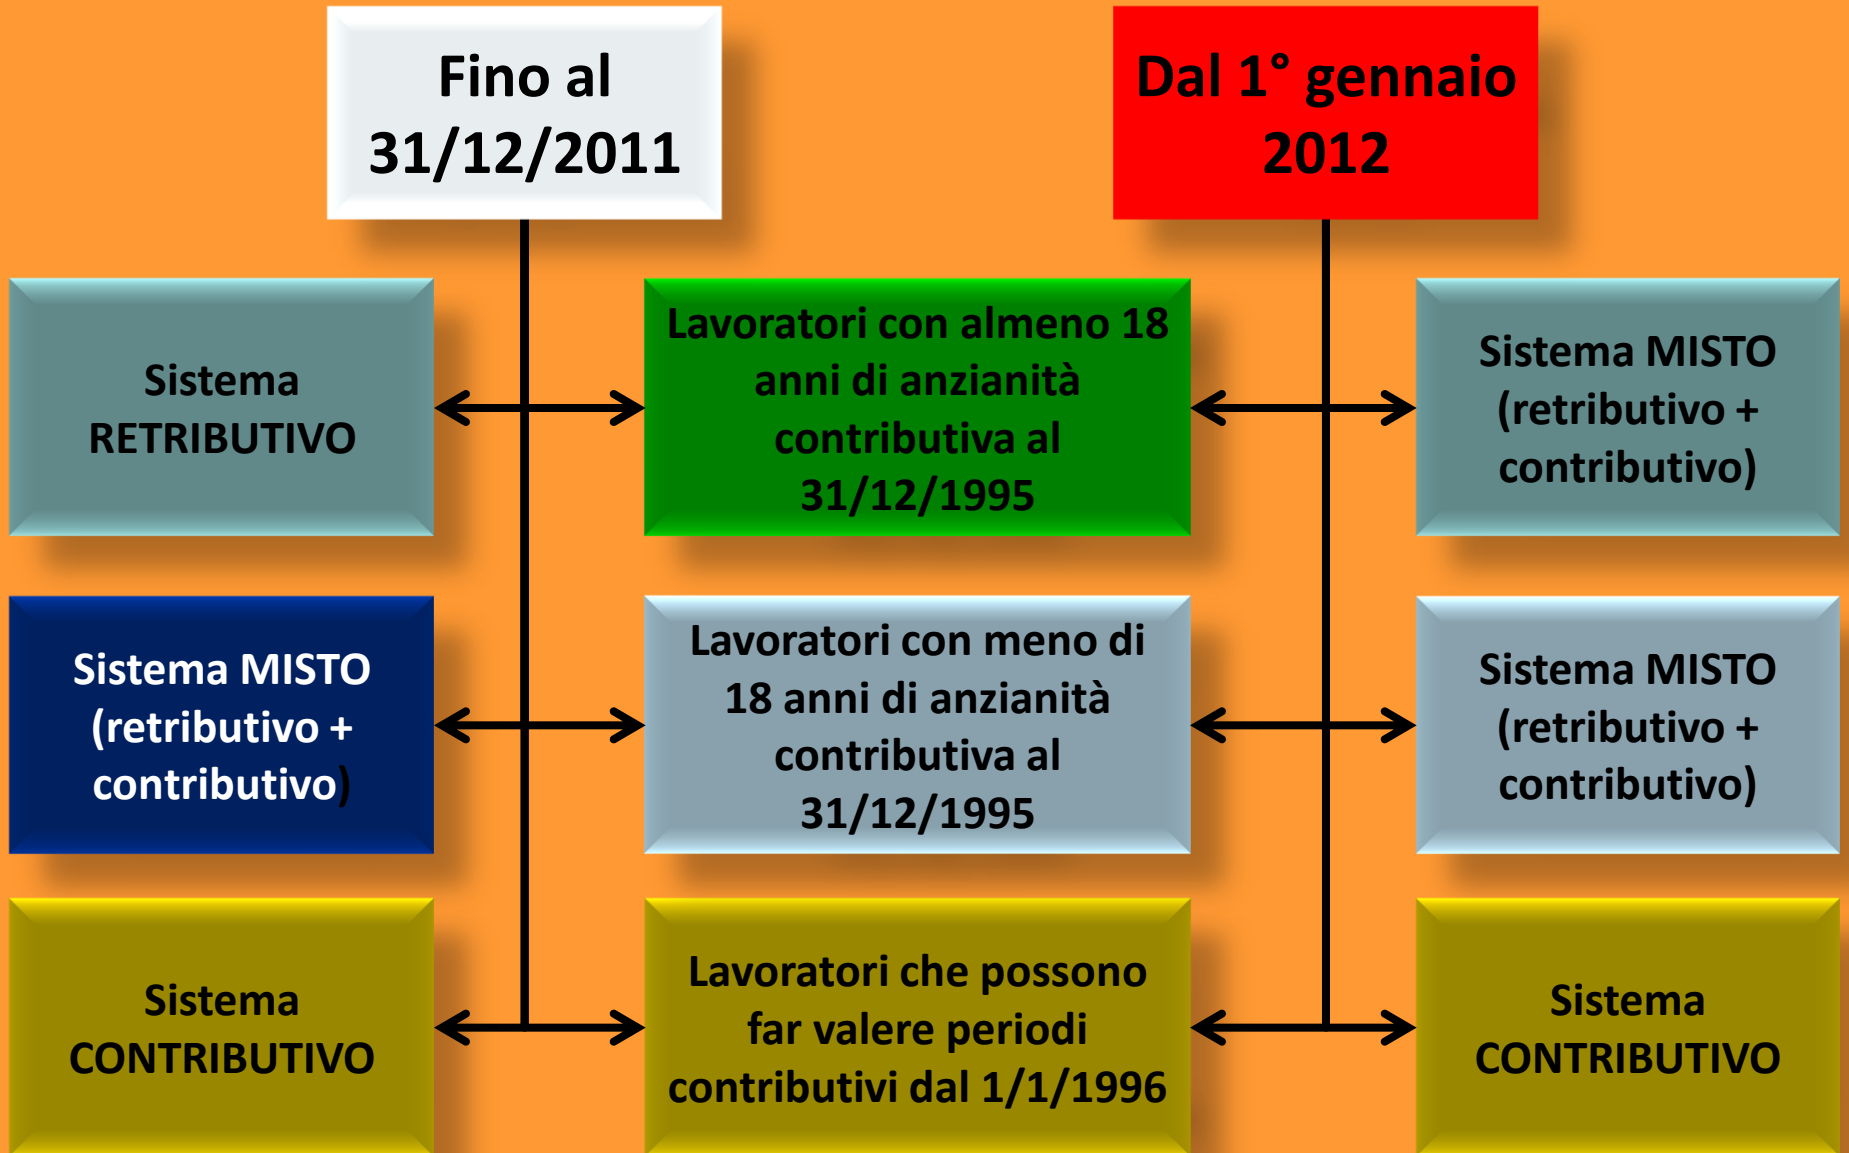 Fino al
31/12/2011
Dal 1° gennaio
2012
Sistema
RETRIBUTIVO
Lavoratori con almeno 18
anni di anzianità
contributiva al
31/12/1995
Sistema MISTO
(retributivo +
contributivo)
Sistema MISTO
(retributivo +
contributivo)
Lavoratori con meno di
18 anni di anzianità
contributiva al
31/12/1995
Sistema MISTO
(retributivo +
contributivo)
Sistema
CONTRIBUTIVO
Lavoratori che possono
far valere periodi
contributivi dal 1/1/1996
Sistema
CONTRIBUTIVO